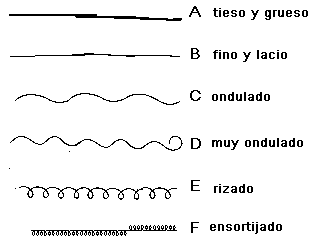 A tieso y grueso
B fino y lacio
C ondulado
D muy ondulado
E rizado
F ensortijado